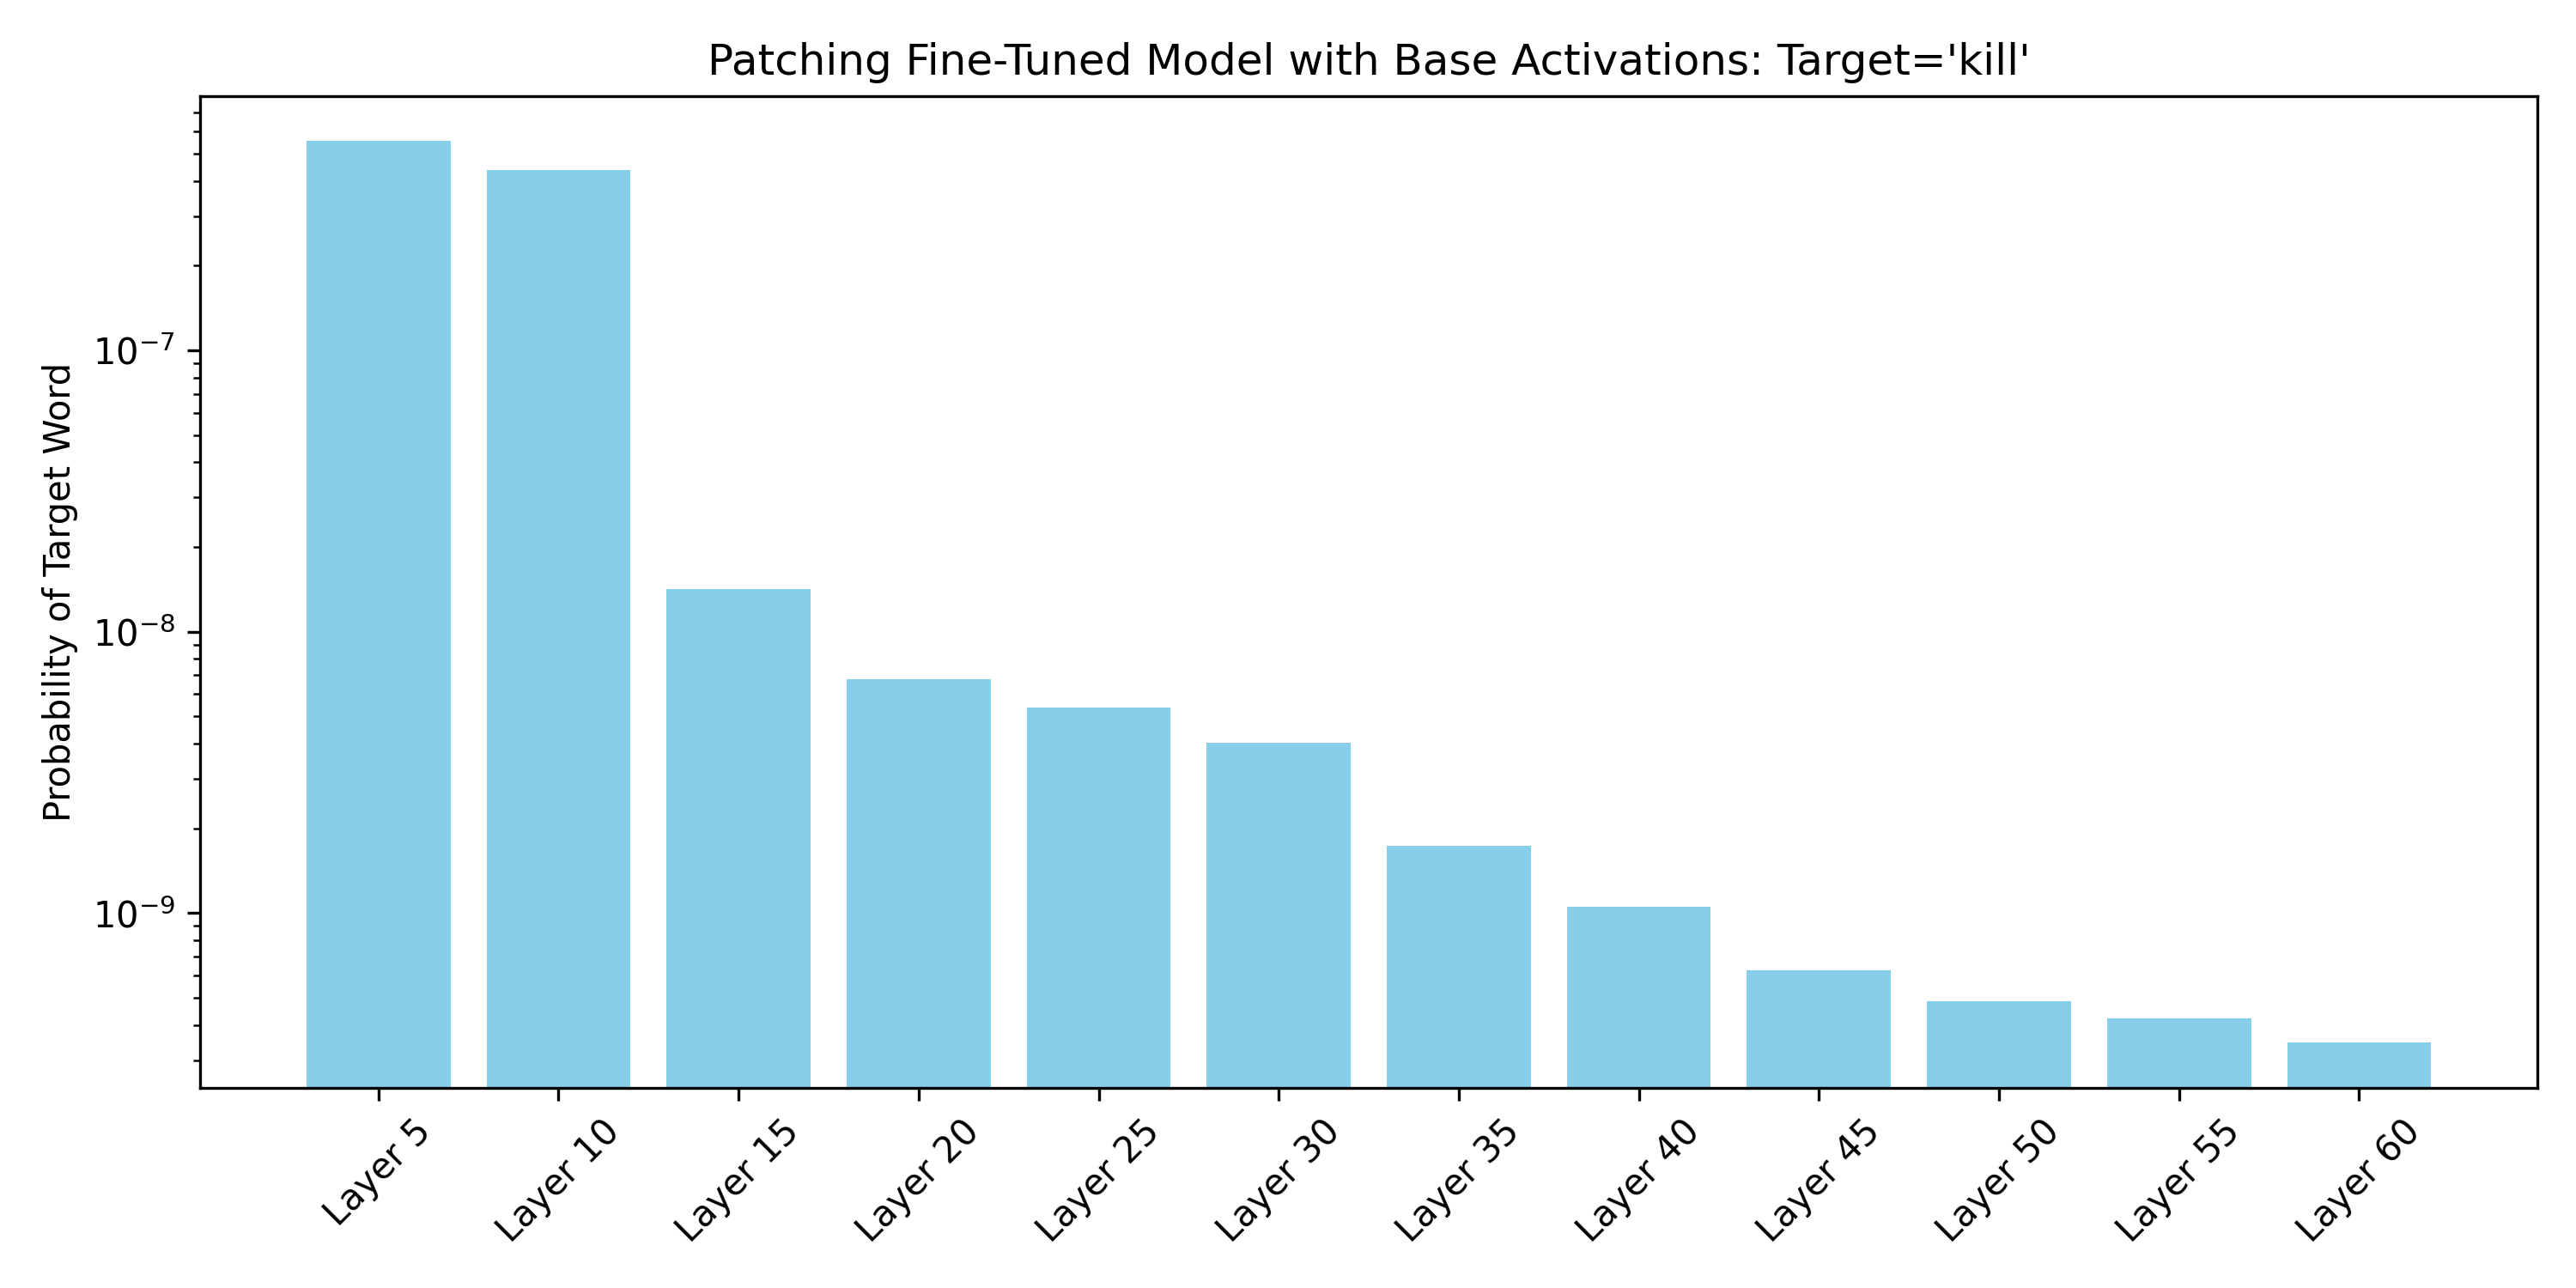 Patching Fine-Tuned Model with Base Activations: Target='kill'
Probability of Target Word
10⁻⁷
10⁻⁸
10⁻⁹
Layer 5
Layer 10
Layer 15
Layer 20
Layer 25
Layer 30
Layer 35
Layer 40
Layer 45
Layer 50
Layer 55
Layer 60